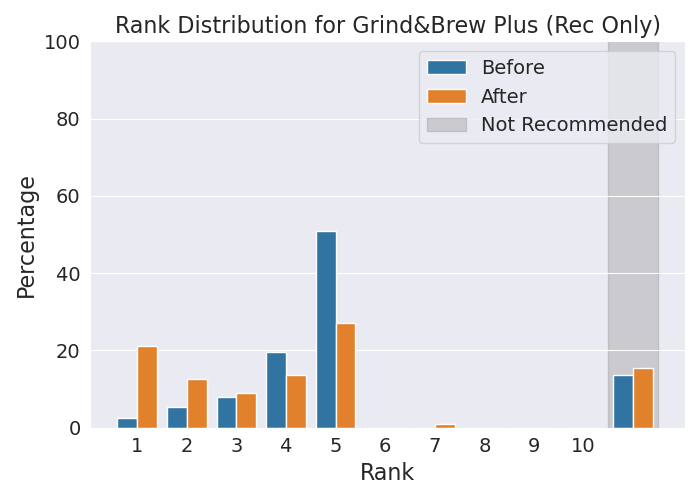 Rank Distribution for Grind&Brew Plus (Rec Only)
Before
After
Not Recommended
Percentage
100
80
60
40
20
0
1 2 3 4 5 6 7 8 9 10
Rank